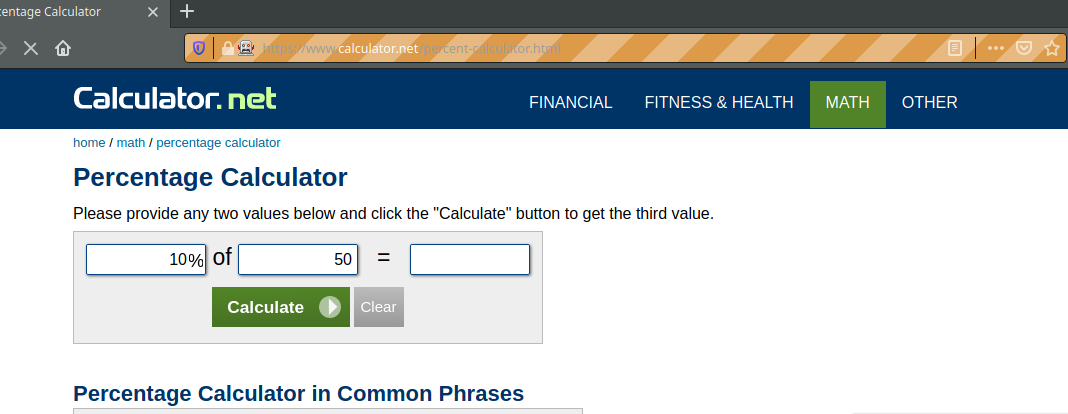 centage Calculator
https://www.calculator.net/percent-calculator.html
Calculator.net
FINANCIAL FITNESS & HEALTH MATH OTHER
home / math / percentage calculator
Percentage Calculator
Please provide any two values below and click the "Calculate" button to get the third value.
10% of 50 =
Calculate Clear
Percentage Calculator in Common Phrases